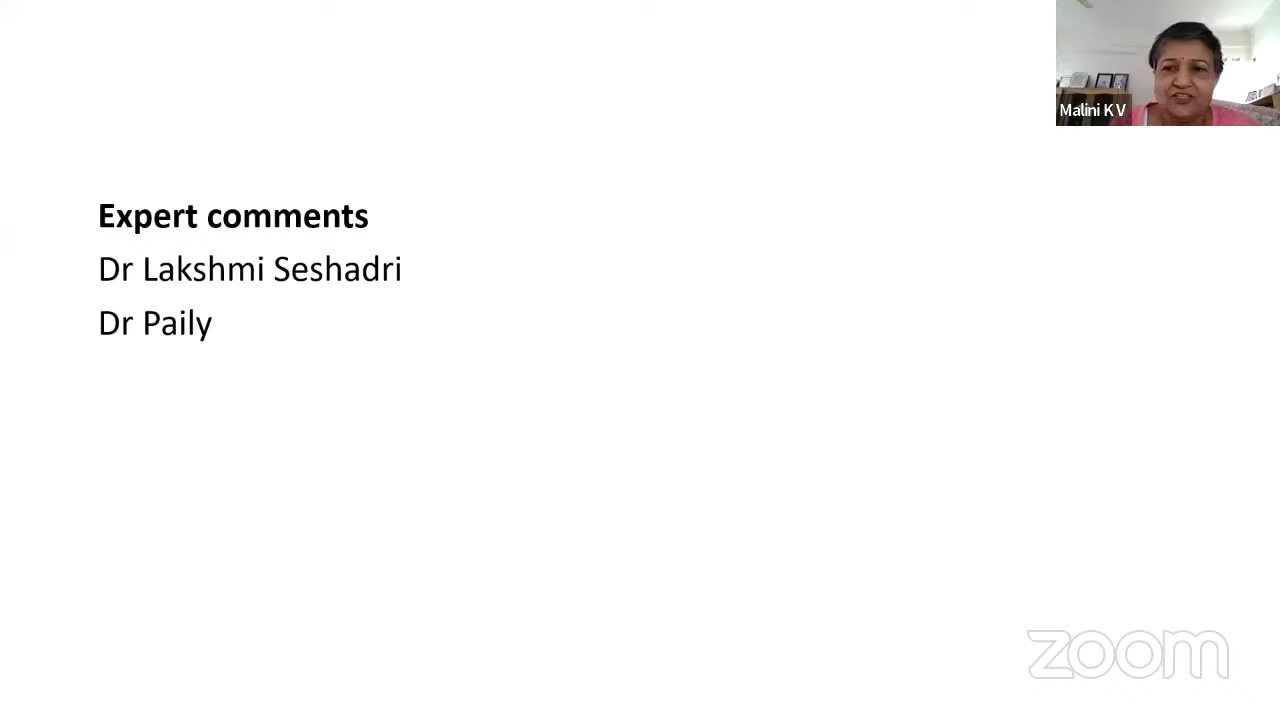 Malini K V
Expert comments
Dr Lakshmi Seshadri
Dr Paily
zoom